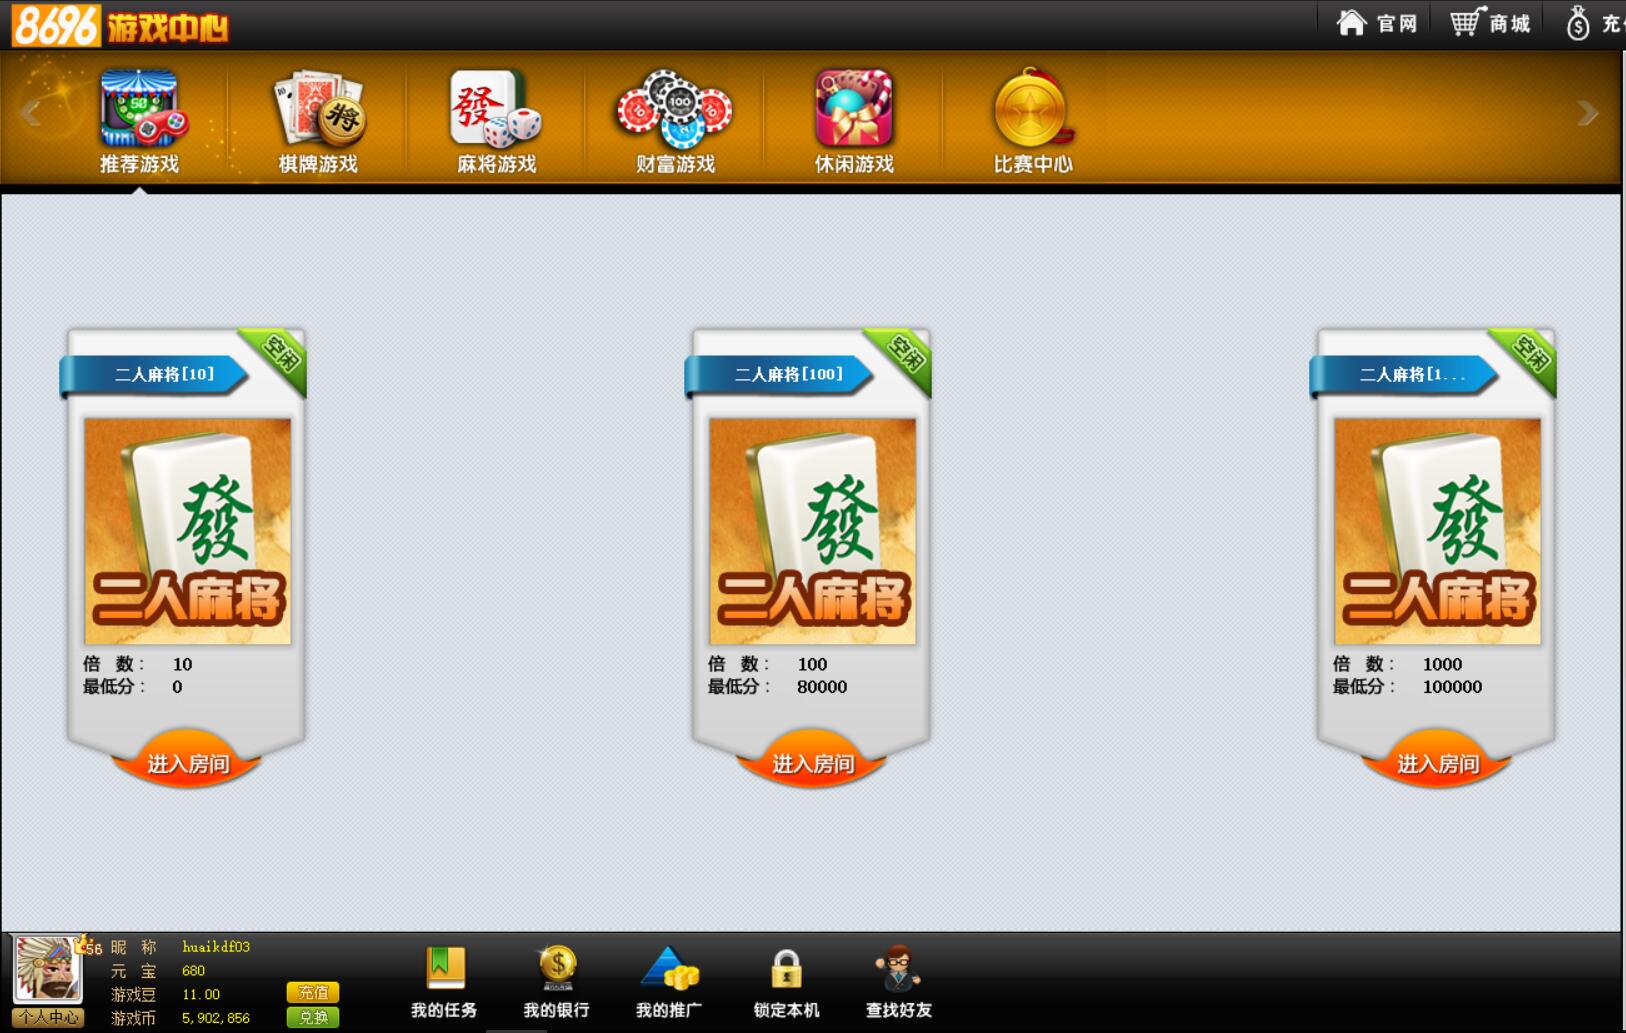 8696游戏中心
官网
商城
充
推荐游戏
棋牌游戏
麻将游戏
财富游戏
休闲游戏
比赛中心
空闲
二人麻将[10]
發
二人麻将
倍 数： 10
最低分： 0
进入房间
空闲
二人麻将[100]
發
二人麻将
倍 数： 100
最低分： 80000
进入房间
空闲
二人麻将[1...
發
二人麻将
倍 数： 1000
最低分： 100000
进入房间
56
个人中心
昵 称 huaikdf03
元 宝 680
游戏豆 11.00
游戏币 5,902,856
充值
兑换
我的任务
我的银行
我的推广
锁定本机
查找好友